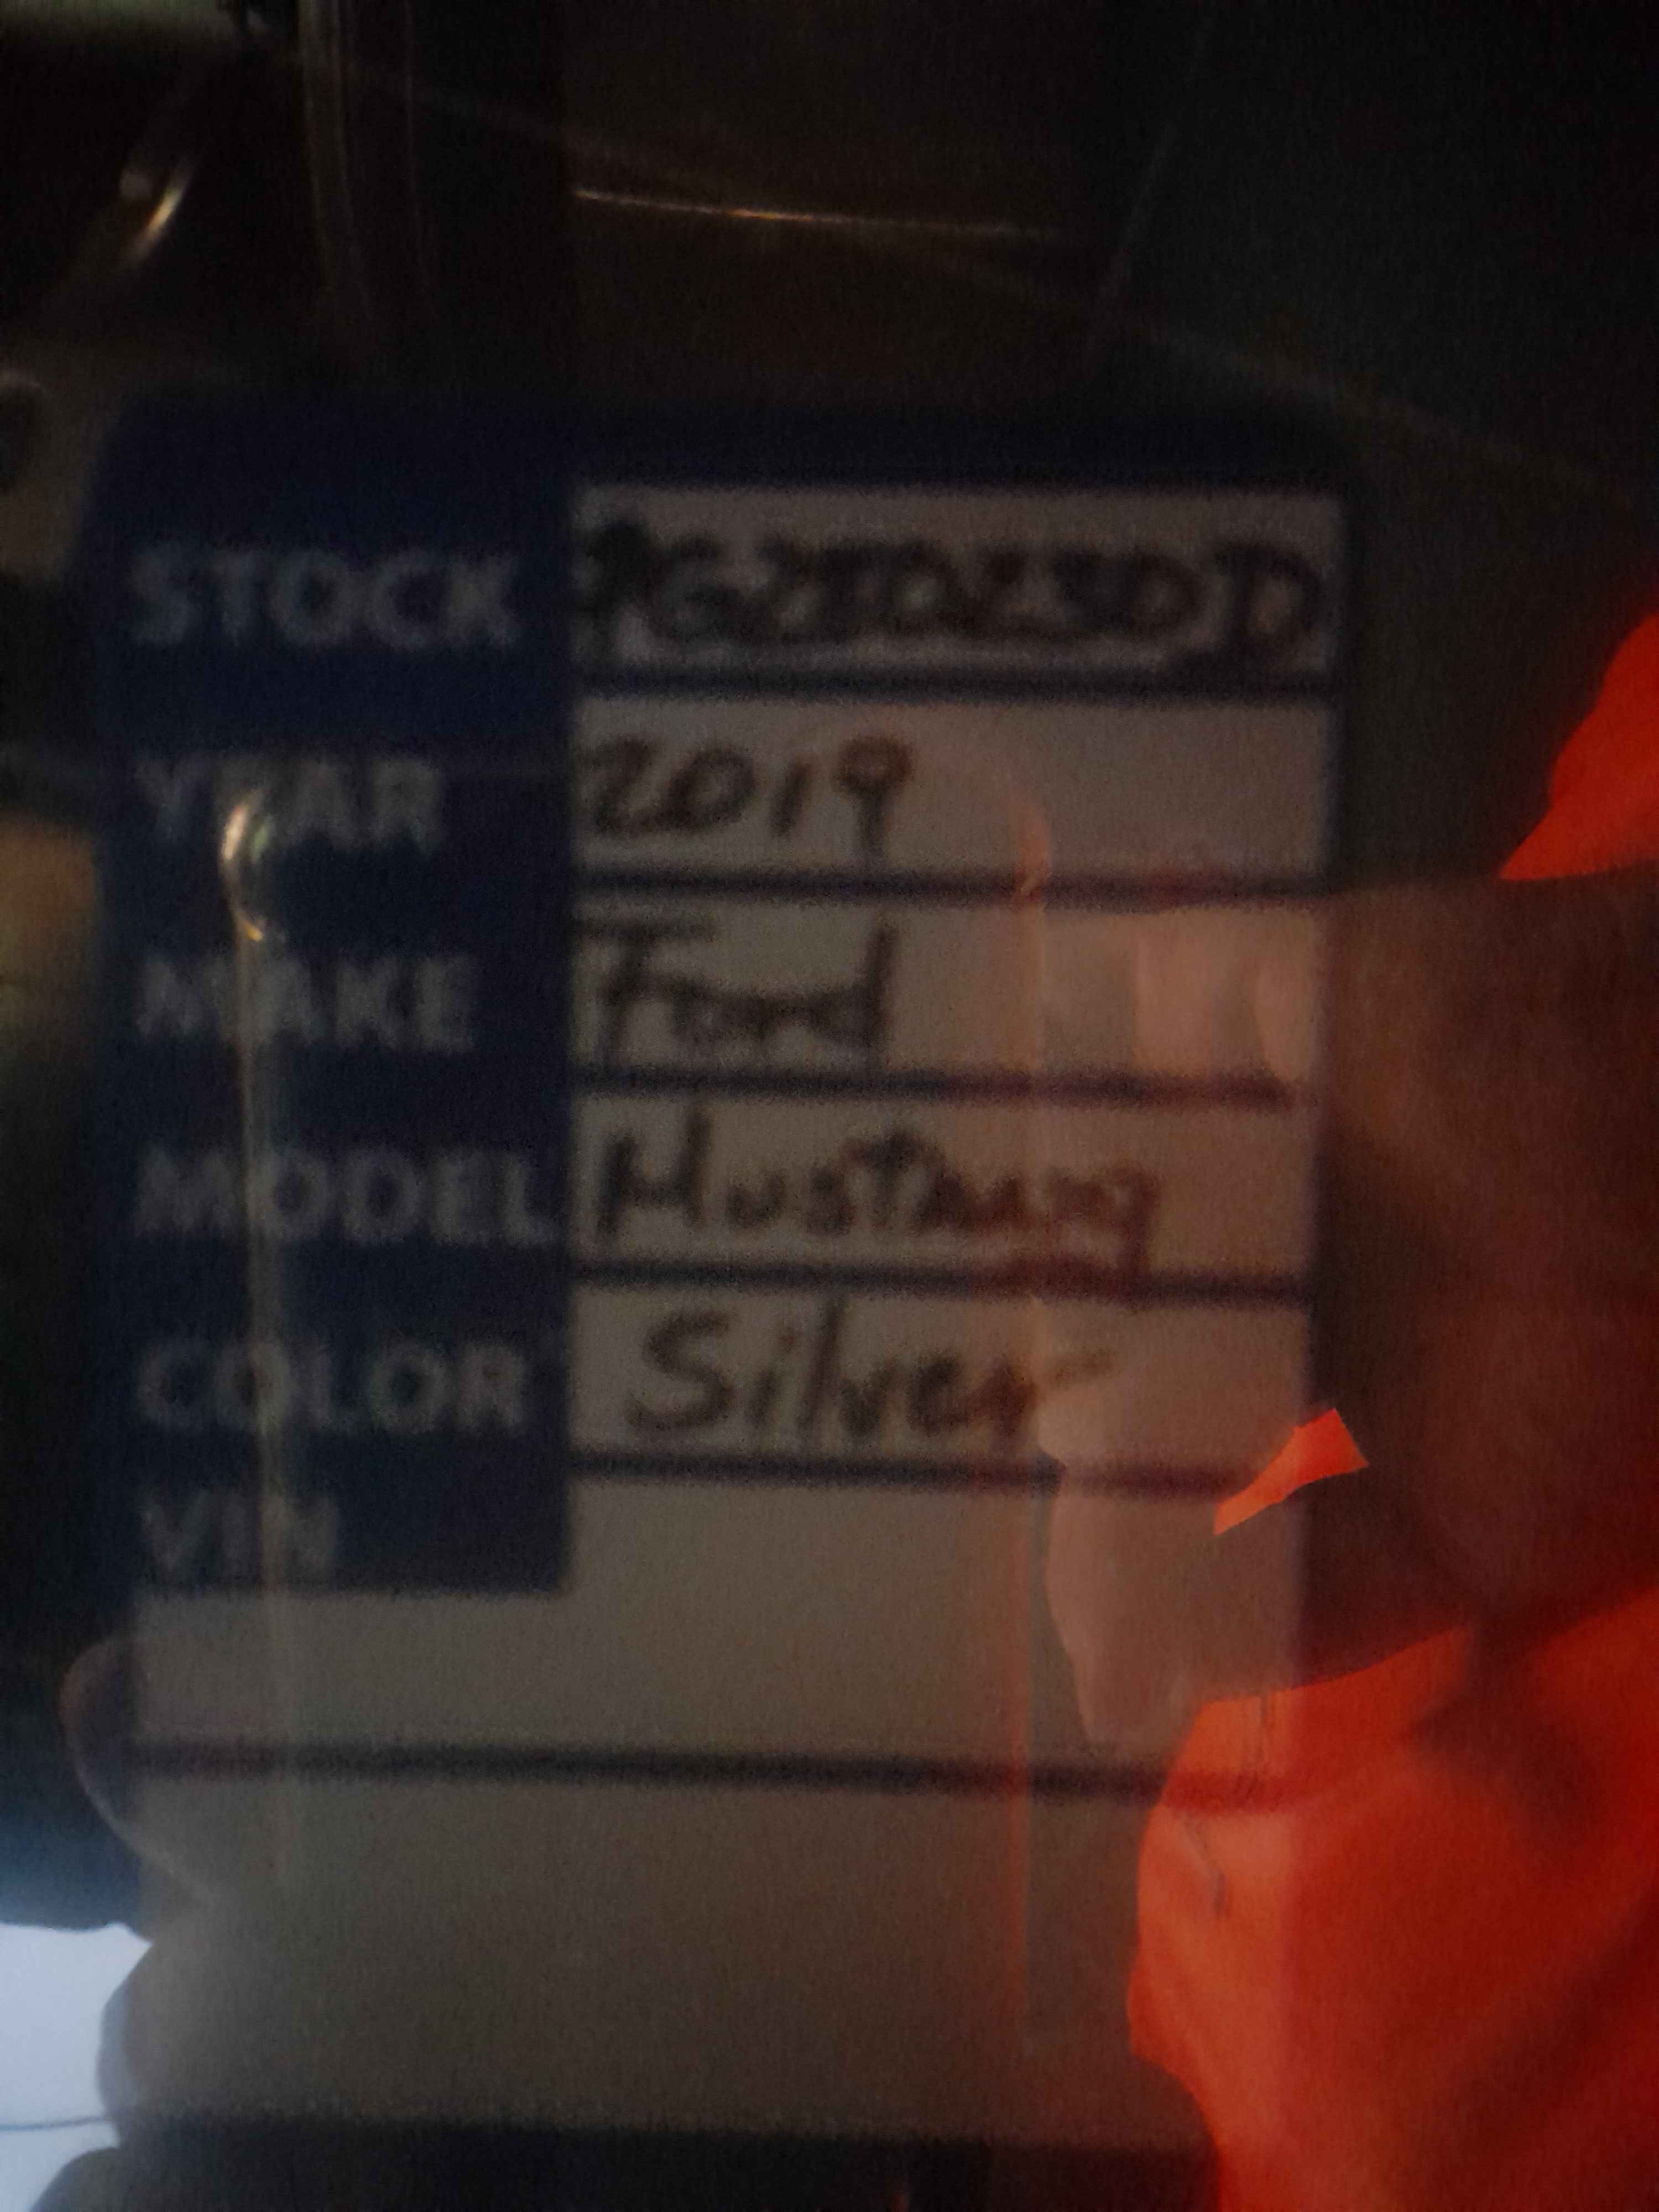 STOCK
YEAR 2019
MAKE Ford
MODEL Mustang
COLOR Silver
VIN